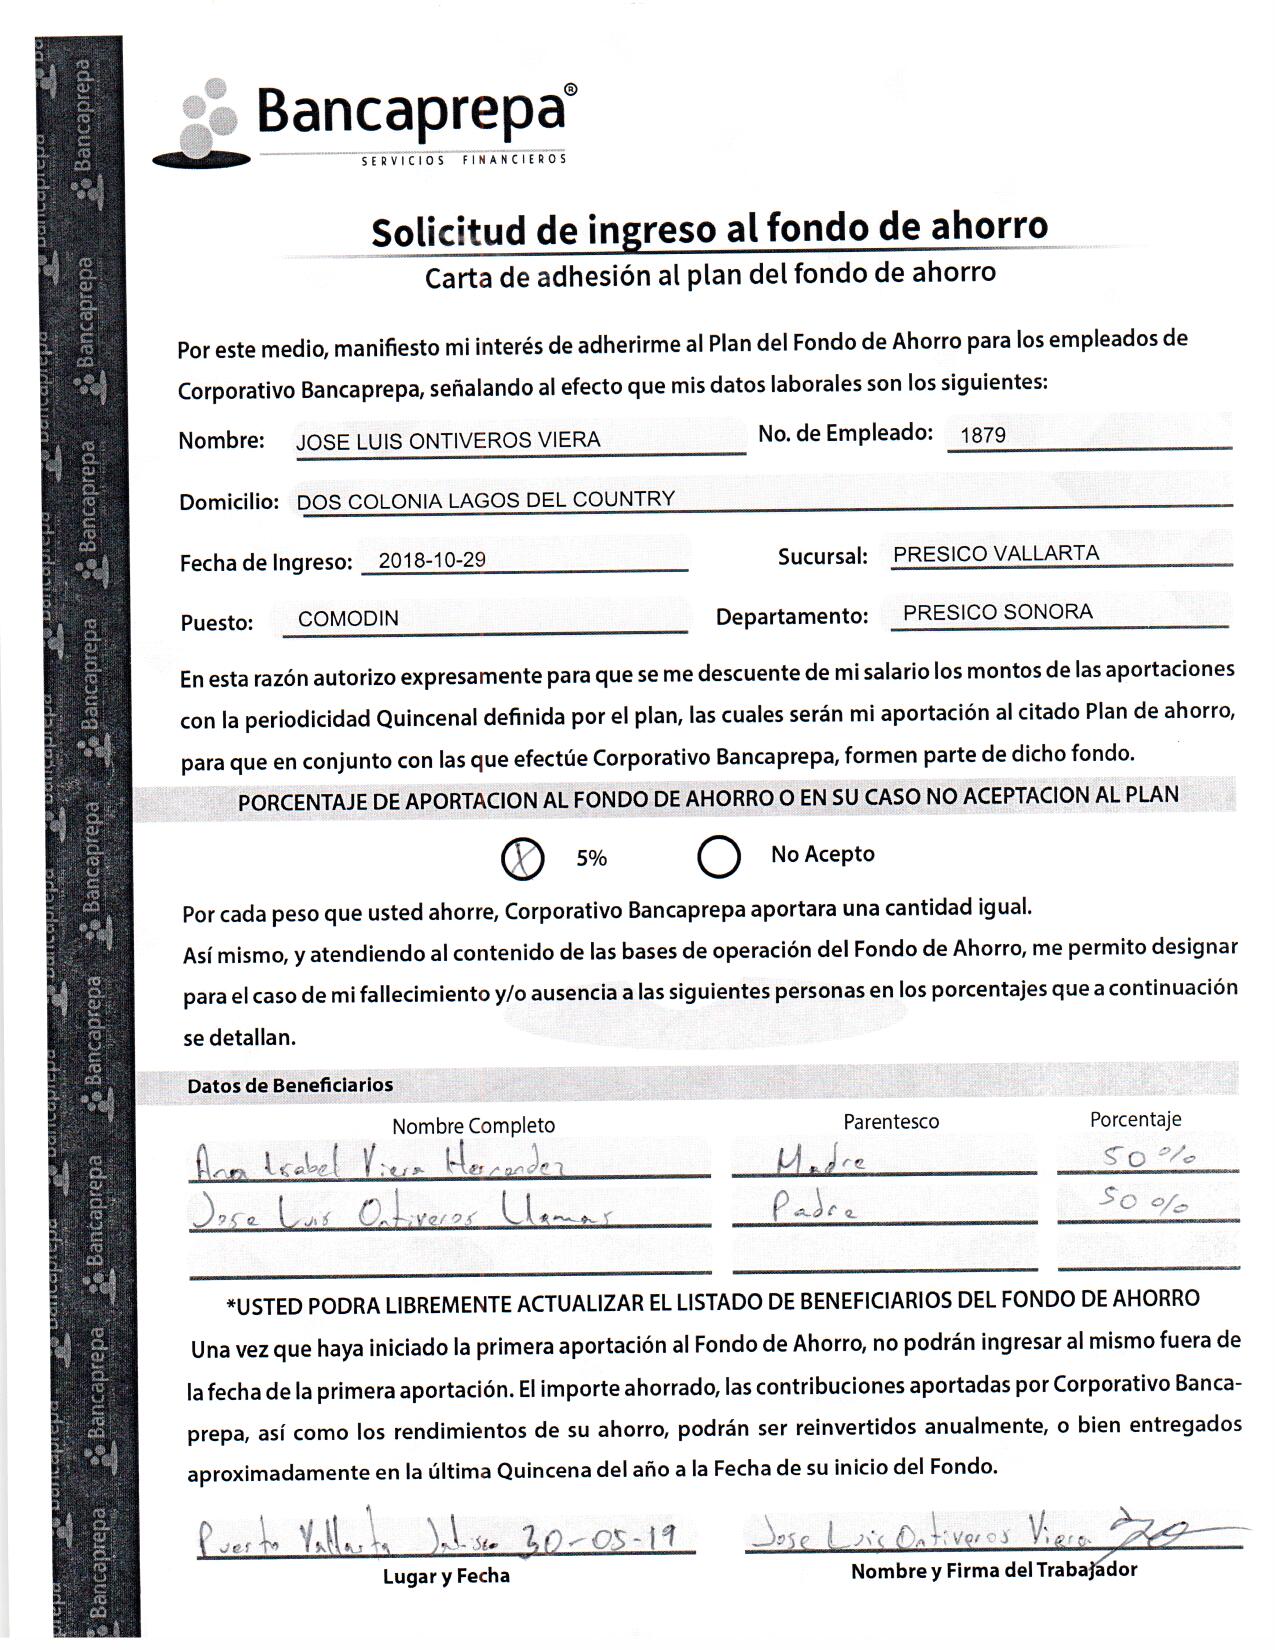 Bancaprepa®
SERVICIOS FINANCIEROS
Solicitud de ingreso al fondo de ahorro
Carta de adhesión al plan del fondo de ahorro
Por este medio, manifiesto mi interés de adherirme al Plan del Fondo de Ahorro para los empleados de
Corporativo Bancaprepa, señalando al efecto que mis datos laborales son los siguientes:
Nombre: JOSE LUIS ONTIVEROS VIERA No. de Empleado: 1879
Domicilio: DOS COLONIA LAGOS DEL COUNTRY
Fecha de Ingreso: 2018-10-29 Sucursal: PRESICO VALLARTA
Puesto: COMODIN Departamento: PRESICO SONORA
En esta razón autorizo expresamente para que se me descuente de mi salario los montos de las aportaciones
con la periodicidad Quincenal definida por el plan, las cuales serán mi aportación al citado Plan de ahorro,
para que en conjunto con las que efectúe Corporativo Bancaprepa, formen parte de dicho fondo.
PORCENTAJE DE APORTACION AL FONDO DE AHORRO O EN SU CASO NO ACEPTACION AL PLAN
X 5% No Acepto
Por cada peso que usted ahorre, Corporativo Bancaprepa aportara una cantidad igual.
Así mismo, y atendiendo al contenido de las bases de operación del Fondo de Ahorro, me permito designar
para el caso de mi fallecimiento y/o ausencia a las siguientes personas en los porcentajes que a continuación
se detallan.
Datos de Beneficiarios
Nombre Completo Parentesco Porcentaje
Ana Isabel Viera Hernandez Madre 50%
Jose Luis Ontiveros Llamas Padre 50%
*USTED PODRA LIBREMENTE ACTUALIZAR EL LISTADO DE BENEFICIARIOS DEL FONDO DE AHORRO
Una vez que haya iniciado la primera aportación al Fondo de Ahorro, no podrán ingresar al mismo fuera de
la fecha de la primera aportación. El importe ahorrado, las contribuciones aportadas por Corporativo Banca-
prepa, así como los rendimientos de su ahorro, podrán ser reinvertidos anualmente, o bien entregados
aproximadamente en la última Quincena del año a la Fecha de su inicio del Fondo.
Puerto Vallarta Jalisco 30-05-19 Jose Luis Ontiveros Viera
Lugar y Fecha Nombre y Firma del Trabajador
Bancaprepa
Bancaprepa
Bancaprepa
Bancaprepa
Bancaprepa
Bancaprepa
Bancaprepa
Bancaprepa
Bancaprepa